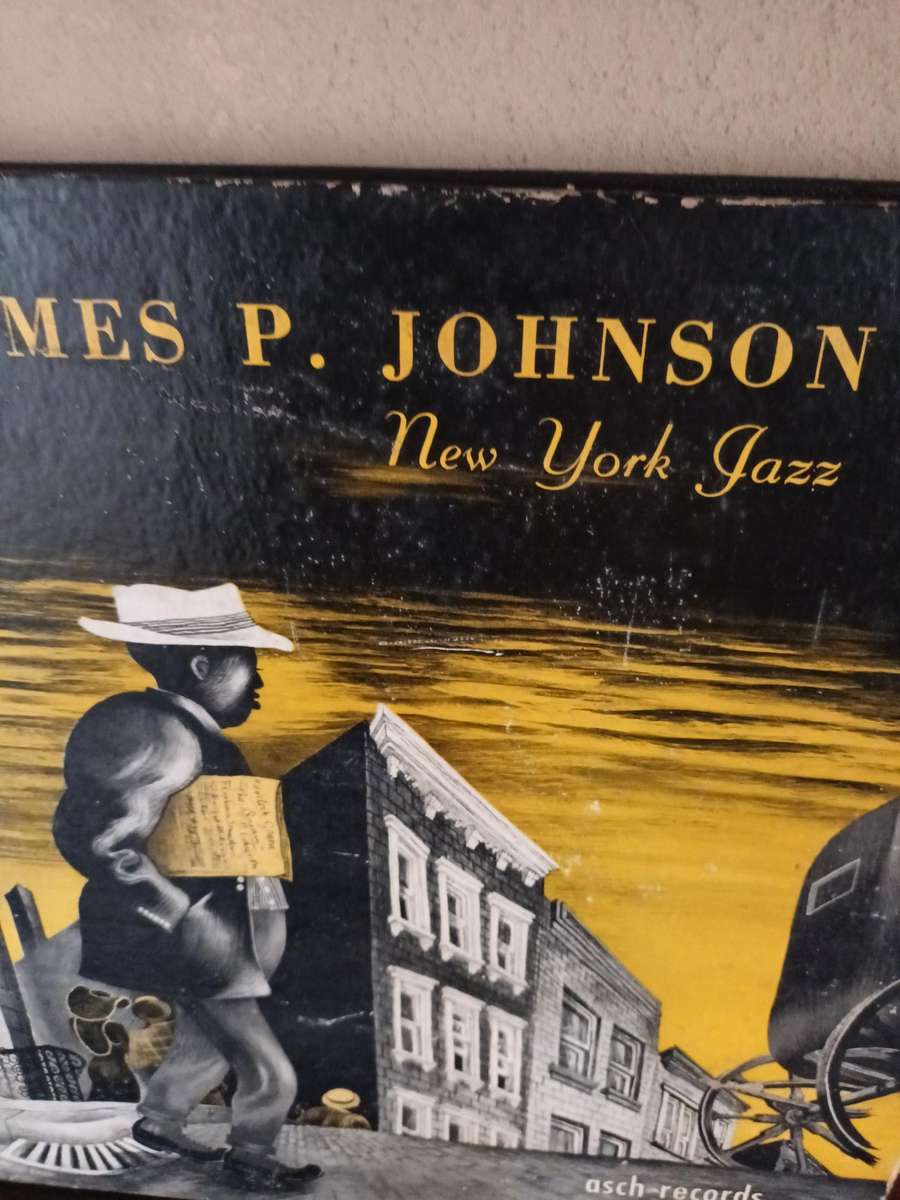 MES P. JOHNSON
New York Jazz
asch-records